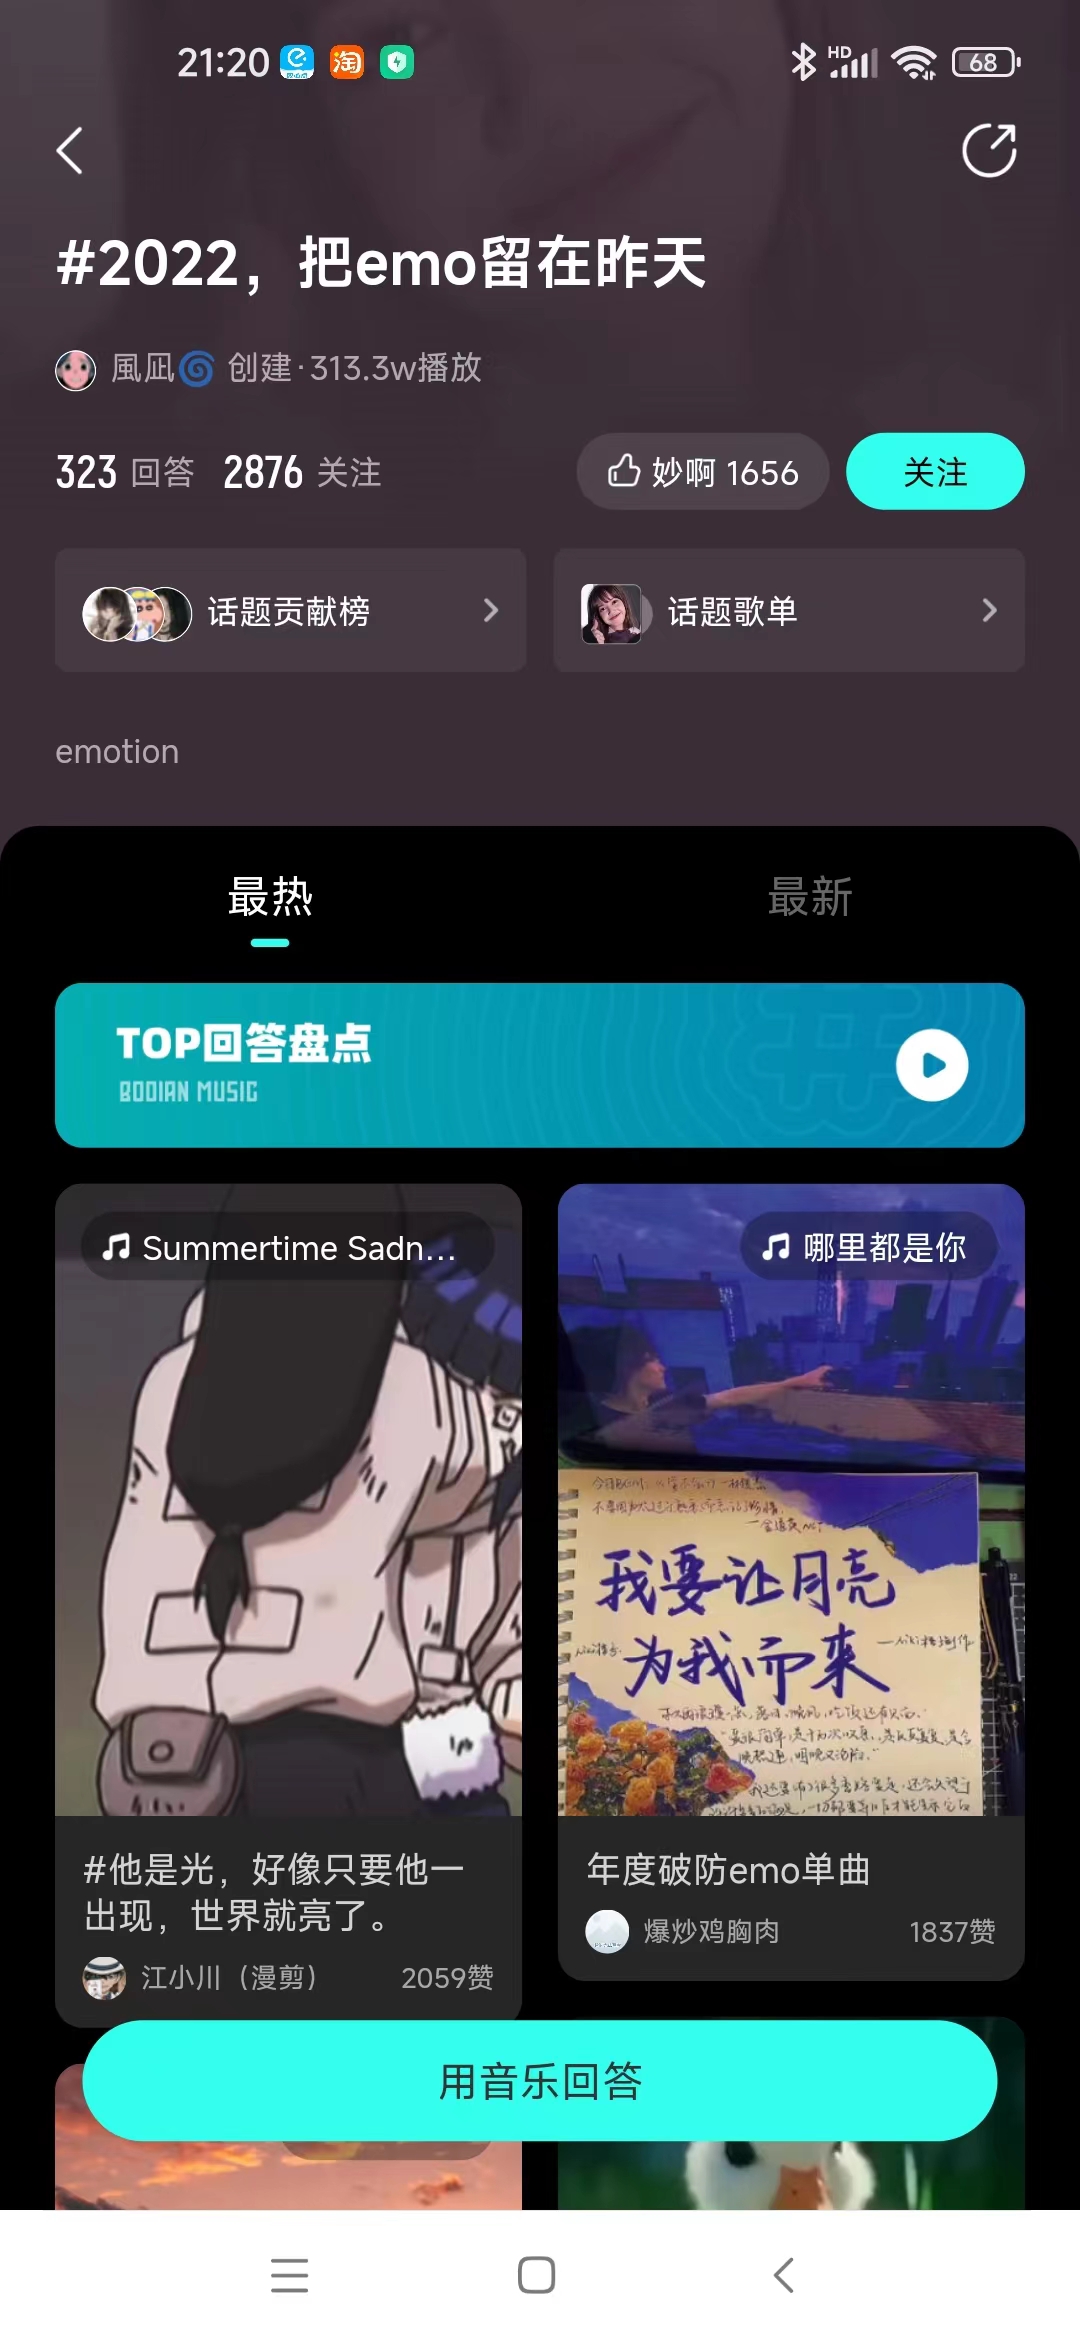 21:20
HD
68
#2022，把emo留在昨天
風凪🌀 创建·313.3w播放
323 回答 2876 关注
妙啊 1656
关注
话题贡献榜
话题歌单
emotion
最热
最新
TOP回答盘点
BODIAN MUSIC
Summertime Sadn...
哪里都是你
我要让月亮
为我而来
#他是光，好像只要他一
出现，世界就亮了。
江小川（漫剪）
2059赞
年度破防emo单曲
爆炒鸡胸肉
1837赞
用音乐回答